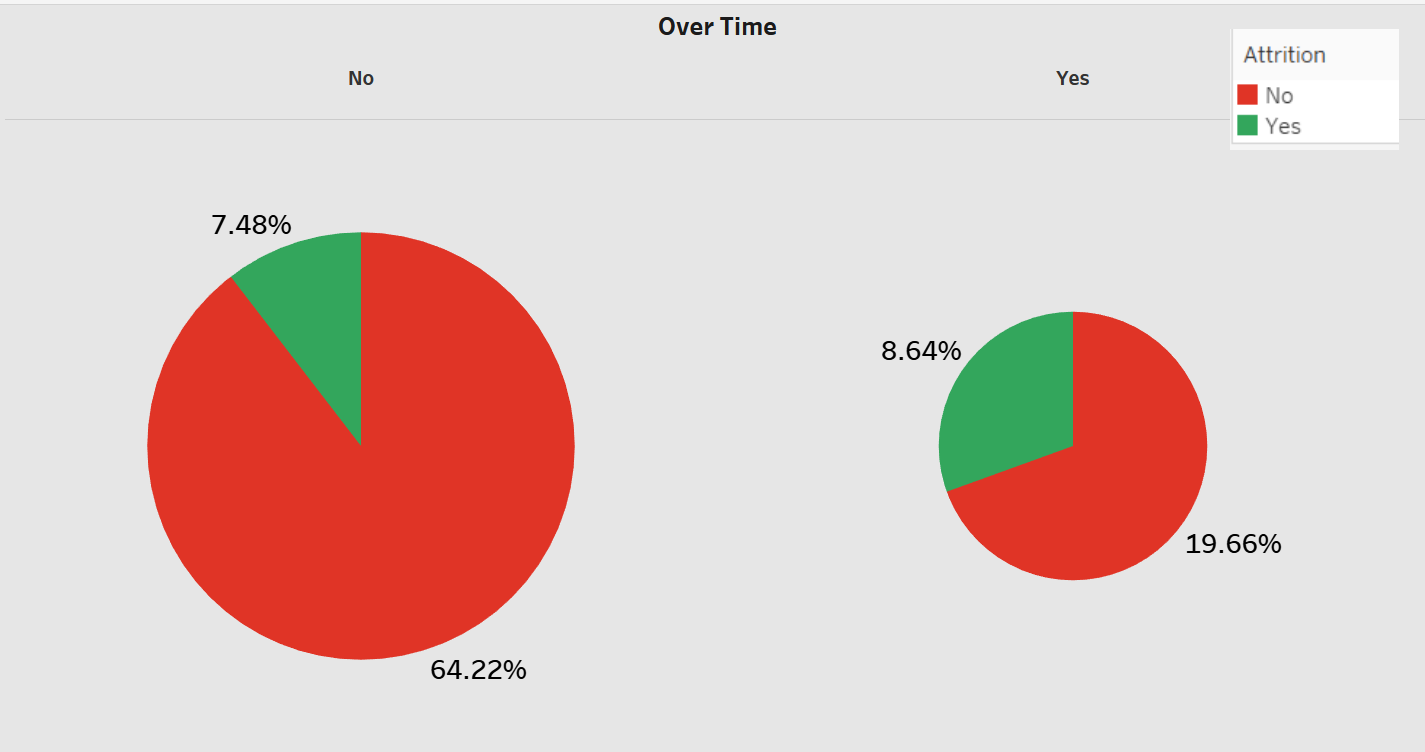 Over Time
No
Yes
Attrition
No
Yes
7.48%
64.22%
8.64%
19.66%